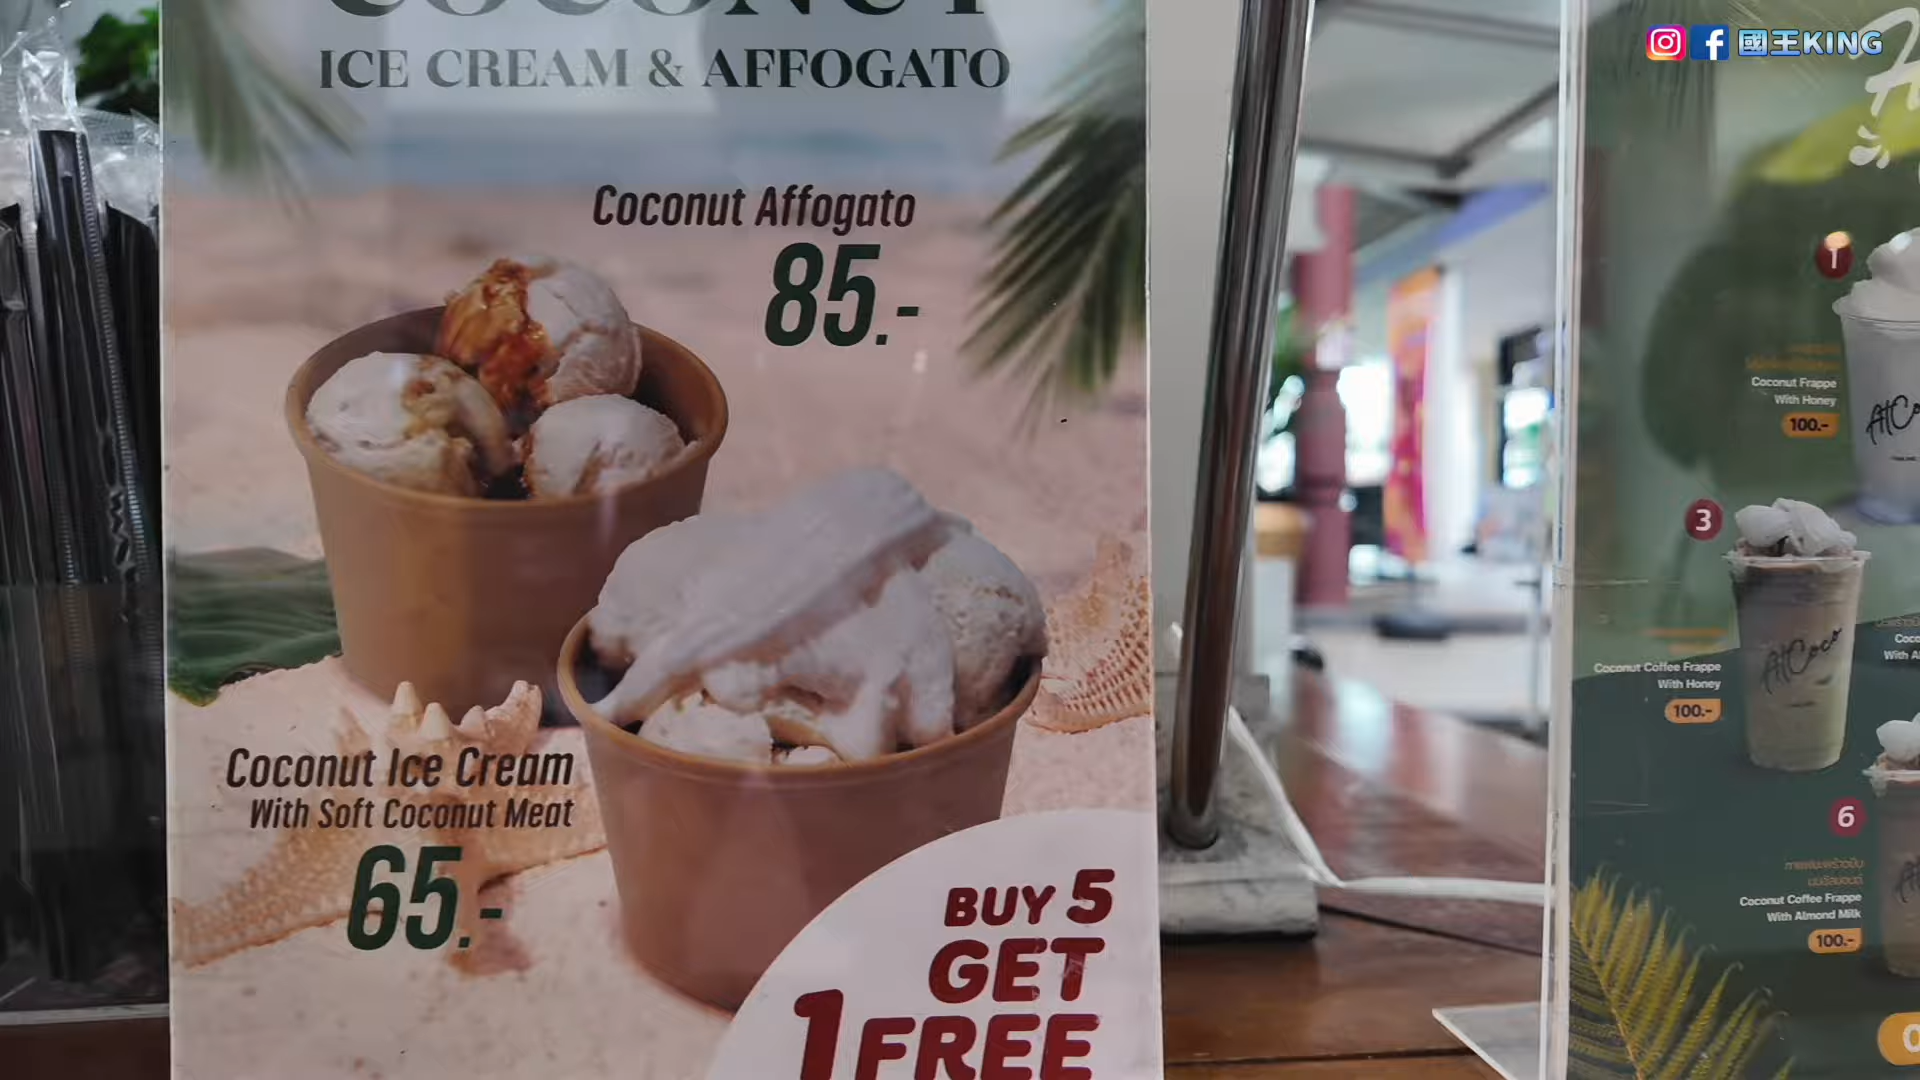 COCONUT
ICE CREAM & AFFOGATO
Coconut Affogato
85.-
Coconut Ice Cream
With Soft Coconut Meat
65.-
BUY 5
GET
1 FREE
國王KING
1
Coconut Frappe
With Honey
100.-
3
AtCoco
Coconut Coffee Frappe
With Honey
100.-
6
Coconut Coffee Frappe
With Almond Milk
100.-